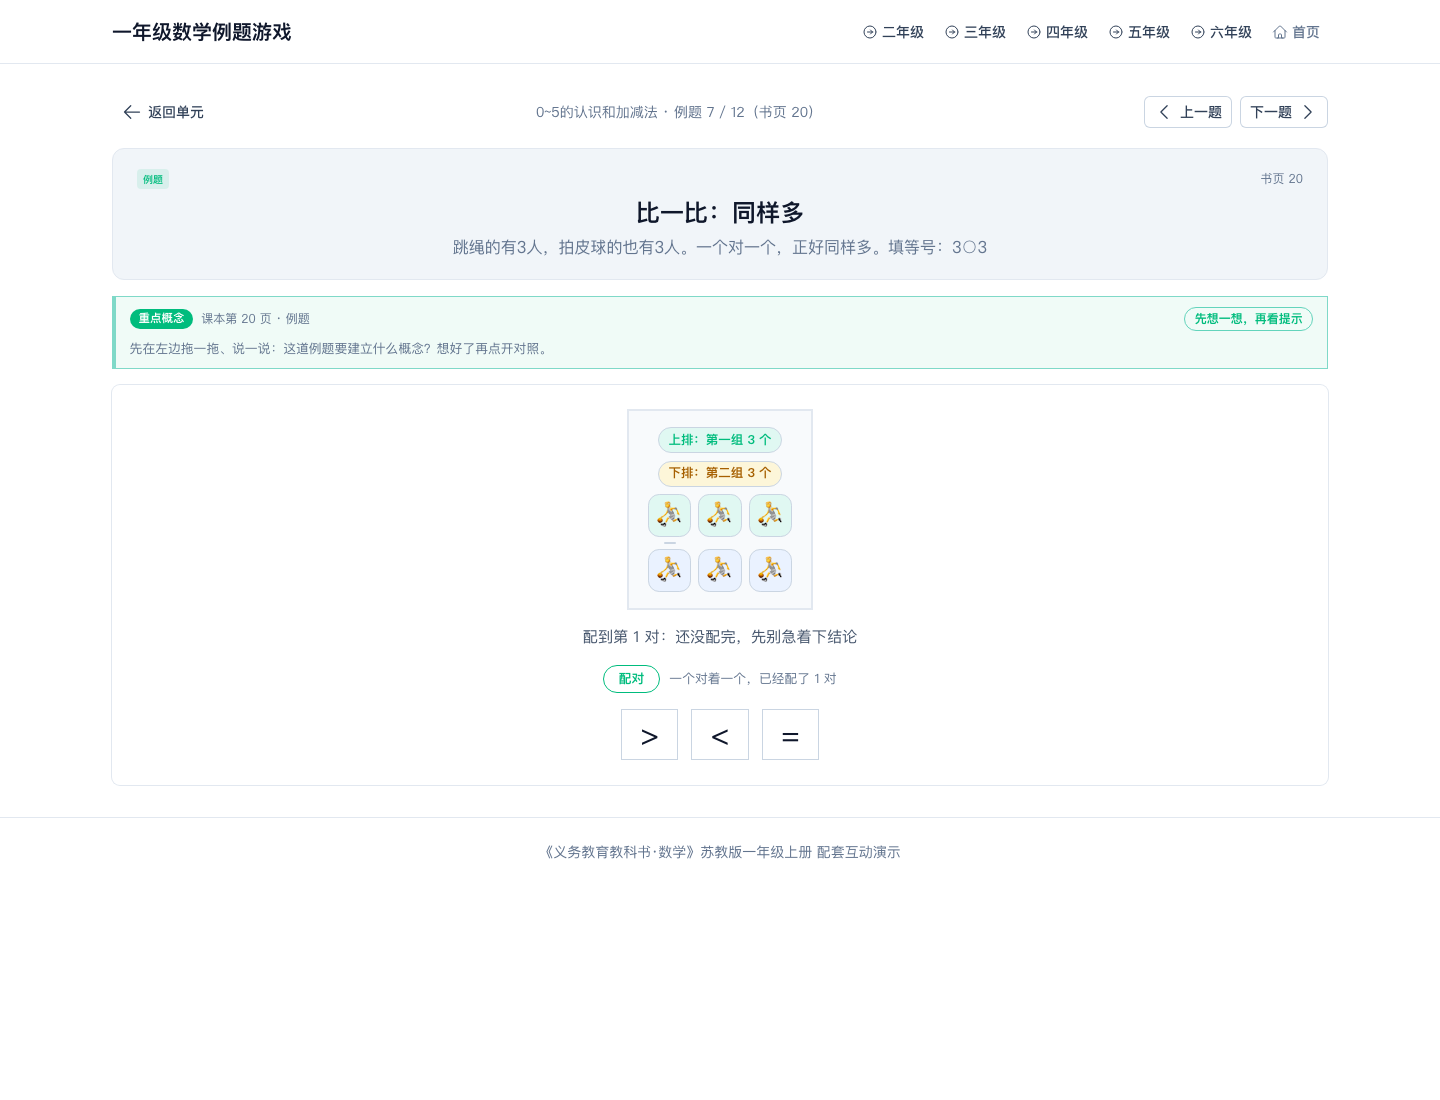 一年级数学例题游戏
二年级 三年级 四年级 五年级 六年级 首页
返回单元 0~5的认识和加减法 · 例题 7 / 12（书页 20） 上一题 下一题
例题 书页 20
比一比：同样多
跳绳的有3人，拍皮球的也有3人。一个对一个，正好同样多。填等号：3○3
重点概念 课本第 20 页 · 例题 先想一想，再看提示
先在左边拖一拖、说一说：这道例题要建立什么概念？想好了再点开对照。
上排：第一组 3 个
下排：第二组 3 个
配到第 1 对：还没配完，先别急着下结论
配对 一个对着一个，已经配了 1 对
> < =
《义务教育教科书·数学》苏教版一年级上册 配套互动演示